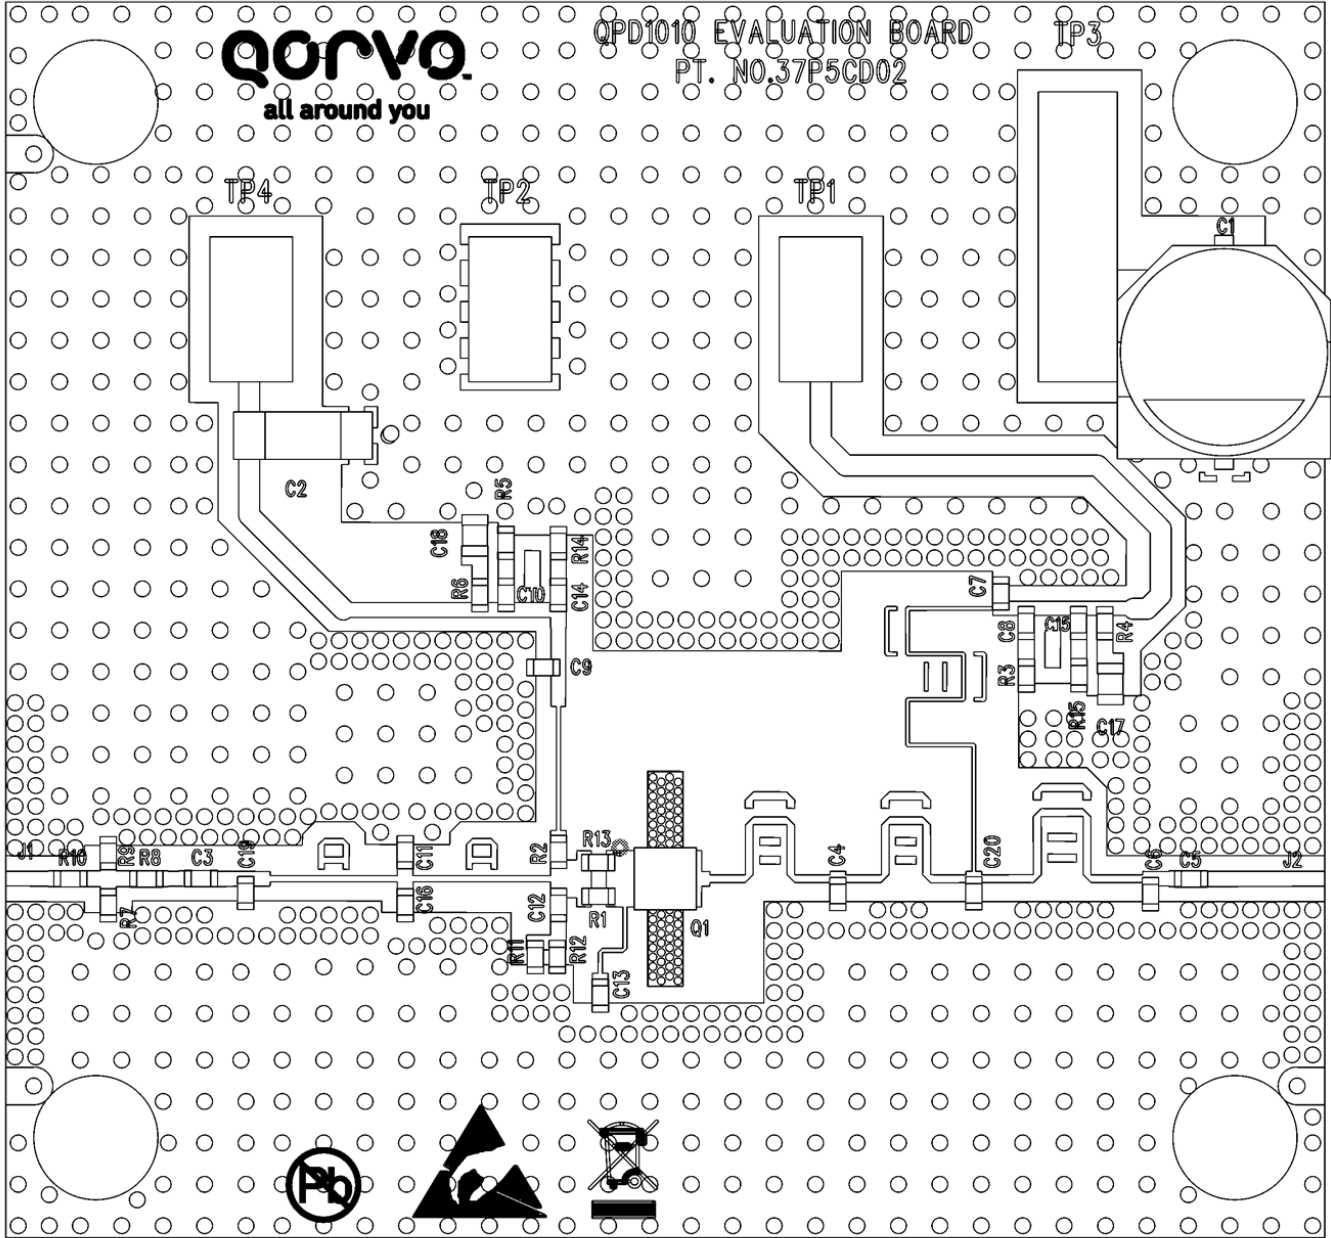 Qorvo
all around you
QPD1010 EVALUATION BOARD
PT. NO.37P5CD02
TP3
TP4
TP2
TP1
C1
C2
R5
C18
R14
R6
C10
C14
C7
C8
C15
R4
R3
C9
R15
C17
J1
R10
R9
R8
C3
C19
C11
R2
R13
C4
C20
C6
C5
J2
R7
C16
C12
R1
Q1
R11
R12
C13
Pb